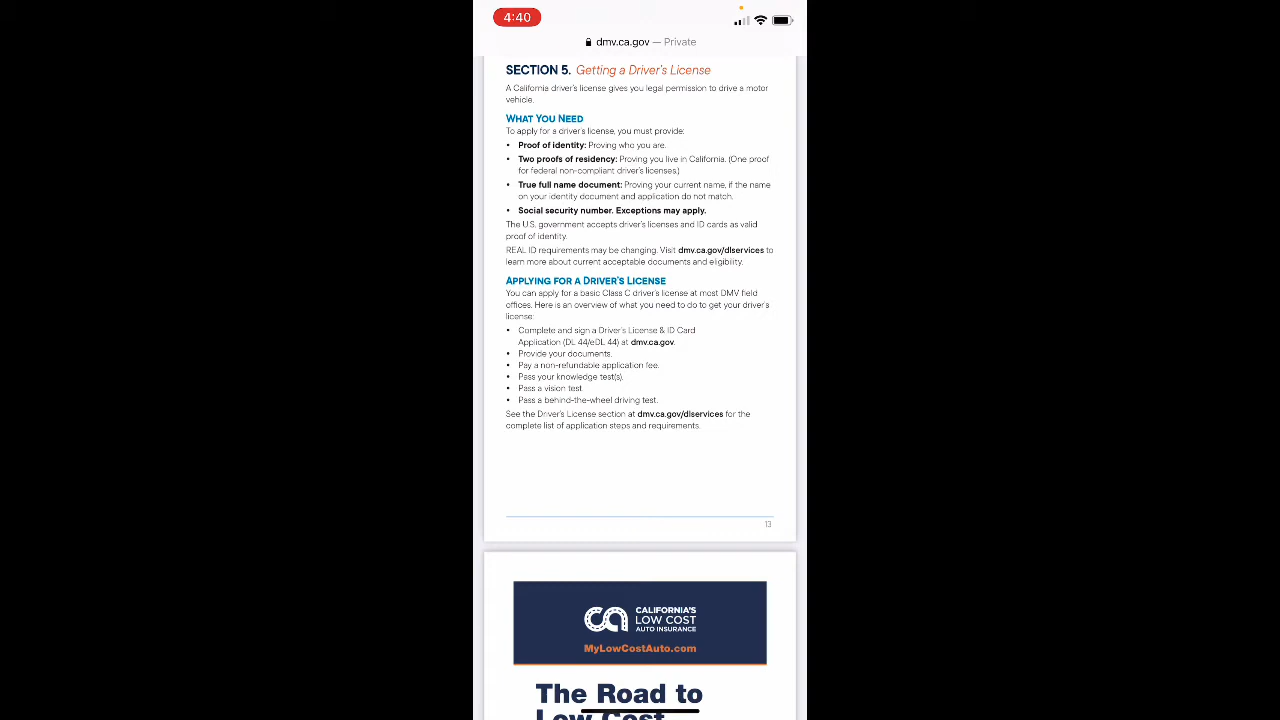 4:40
dmv.ca.gov — Private
SECTION 5. Getting a Driver's License
A California driver's license gives you legal permission to drive a motor
vehicle.
WHAT YOU NEED
To apply for a driver's license, you must provide:
• Proof of identity: Proving who you are.
• Two proofs of residency: Proving you live in California. (One proof
for federal non-compliant driver's licenses.)
• True full name document: Proving your current name, if the name
on your identity document and application do not match.
• Social security number. Exceptions may apply.
The U.S. government accepts driver's licenses and ID cards as valid
proof of identity.
REAL ID requirements may be changing. Visit dmv.ca.gov/dlservices to
learn more about current acceptable documents and eligibility.
APPLYING FOR A DRIVER'S LICENSE
You can apply for a basic Class C driver's license at most DMV field
offices. Here is an overview of what you need to do to get your driver's
license:
• Complete and sign a Driver's License & ID Card
Application (DL 44/eDL 44) at dmv.ca.gov.
• Provide your documents.
• Pay a non-refundable application fee.
• Pass your knowledge test(s).
• Pass a vision test.
• Pass a behind-the-wheel driving test.
See the Driver's License section at dmv.ca.gov/dlservices for the
complete list of application steps and requirements.
13
ca CALIFORNIA'S
LOW COST
AUTO INSURANCE
MyLowCostAuto.com
The Road to
Low Cost